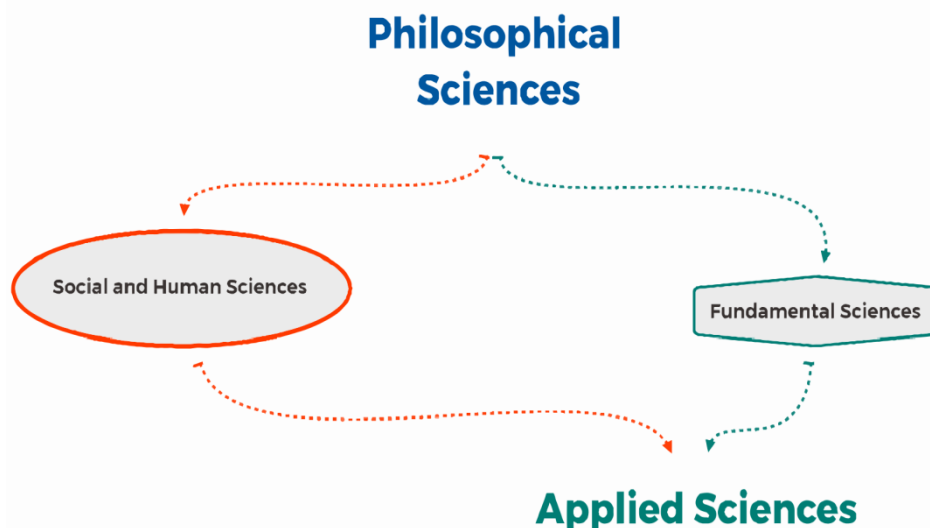 Philosophical
Sciences
Social and Human Sciences
Fundamental Sciences
Applied Sciences